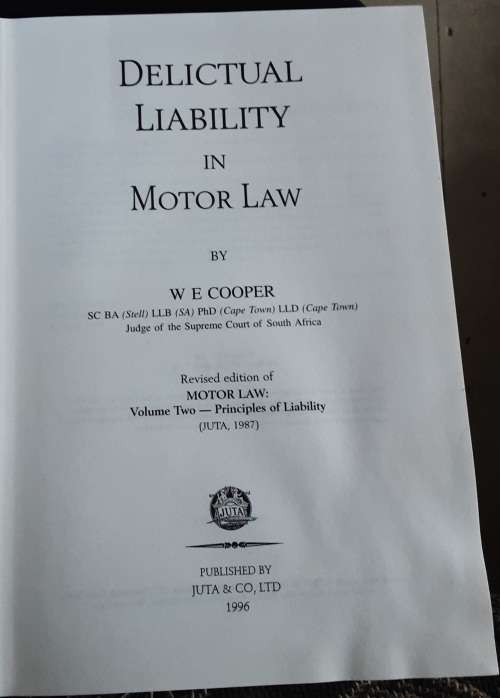 DELICTUAL
LIABILITY
IN
MOTOR LAW
BY
W E COOPER
SC BA (Stell) LLB (SA) PhD (Cape Town) LLD (Cape Town)
Judge of the Supreme Court of South Africa
Revised edition of
MOTOR LAW:
Volume Two — Principles of Liability
(JUTA, 1987)
JUTA
PUBLISHED BY
JUTA & CO, LTD
1996